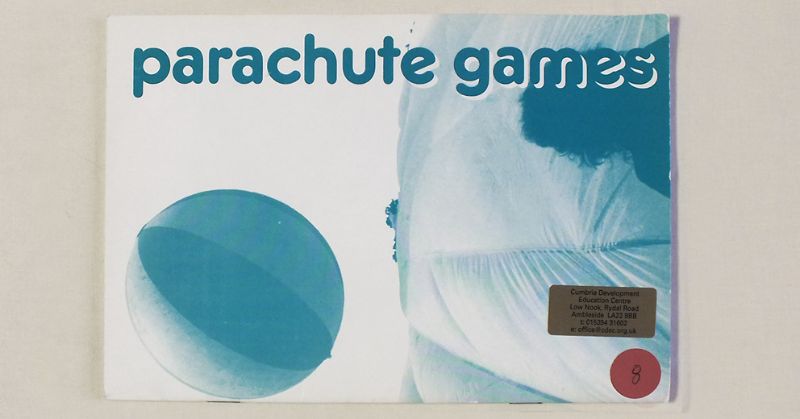 parachute games
Cumbria Development
Education Centre
Low Nook, Rydal Road
Ambleside LA22 9BB
t: 015394 31602
e: office@cdec.org.uk
8